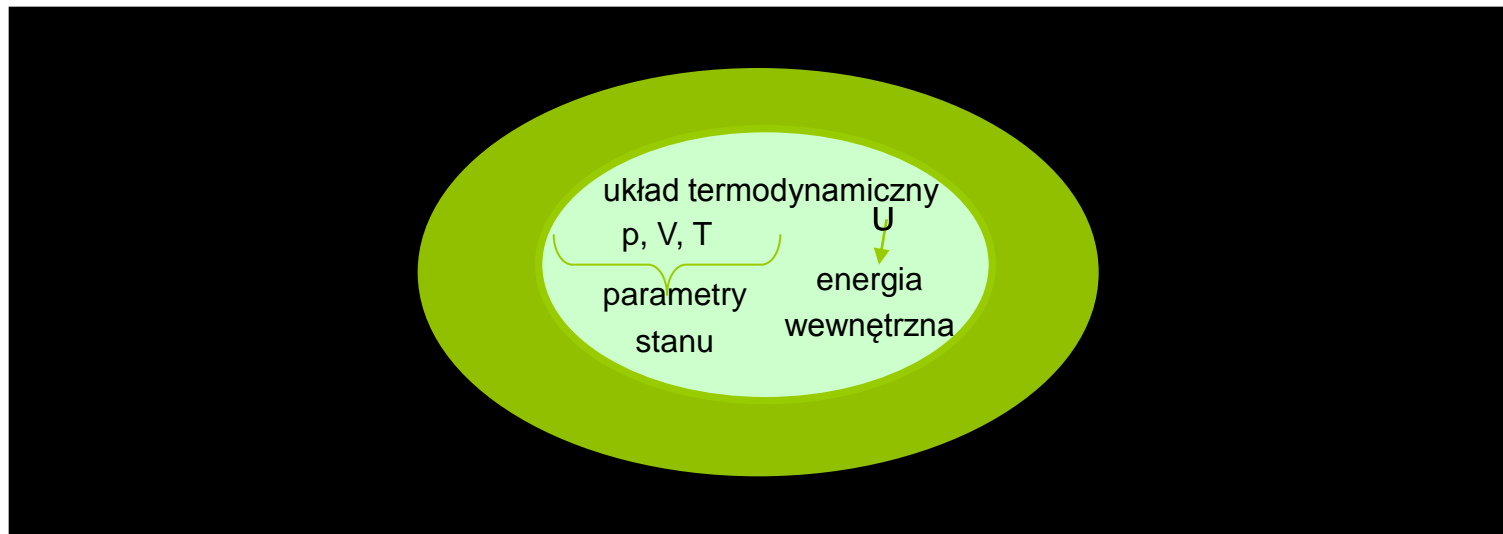 układ termodynamiczny
p, V, T
U
parametry
stanu
energia
wewnętrzna